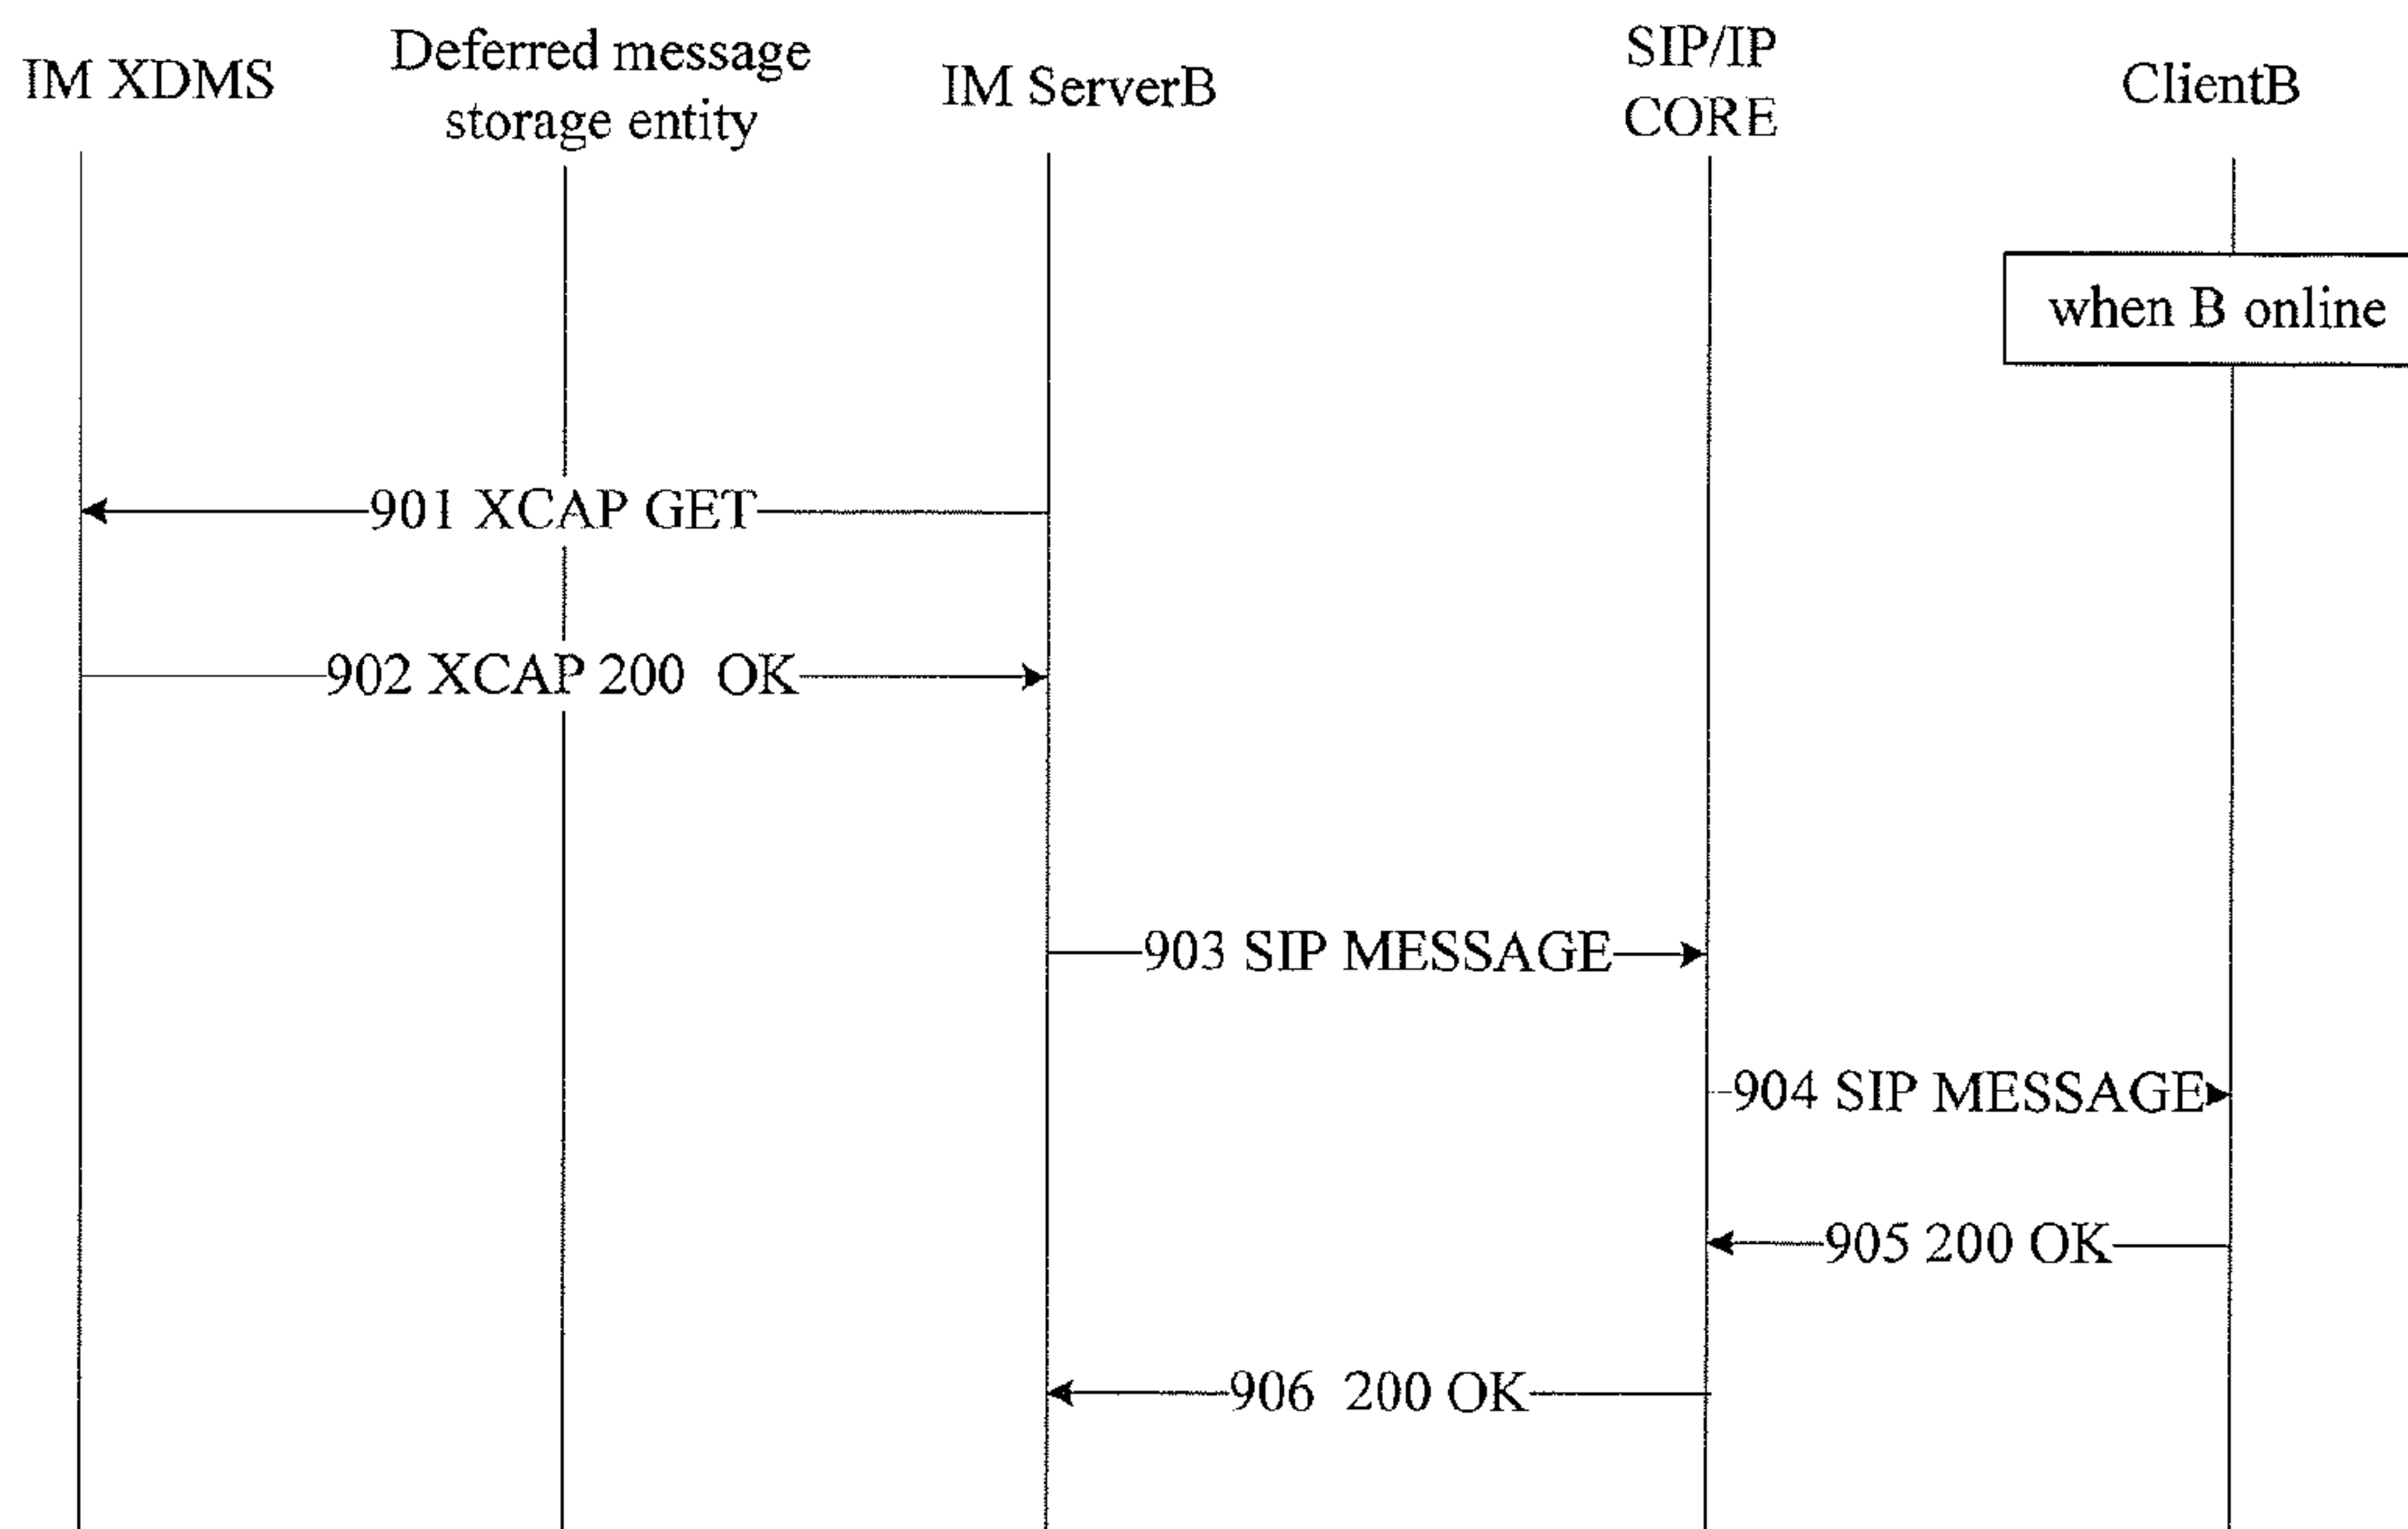 IM XDMS
Deferred message
storage entity
IM ServerB
SIP/IP
CORE
ClientB
when B online
901 XCAP GET
902 XCAP 200 OK
903 SIP MESSAGE
904 SIP MESSAGE
905 200 OK
906 200 OK